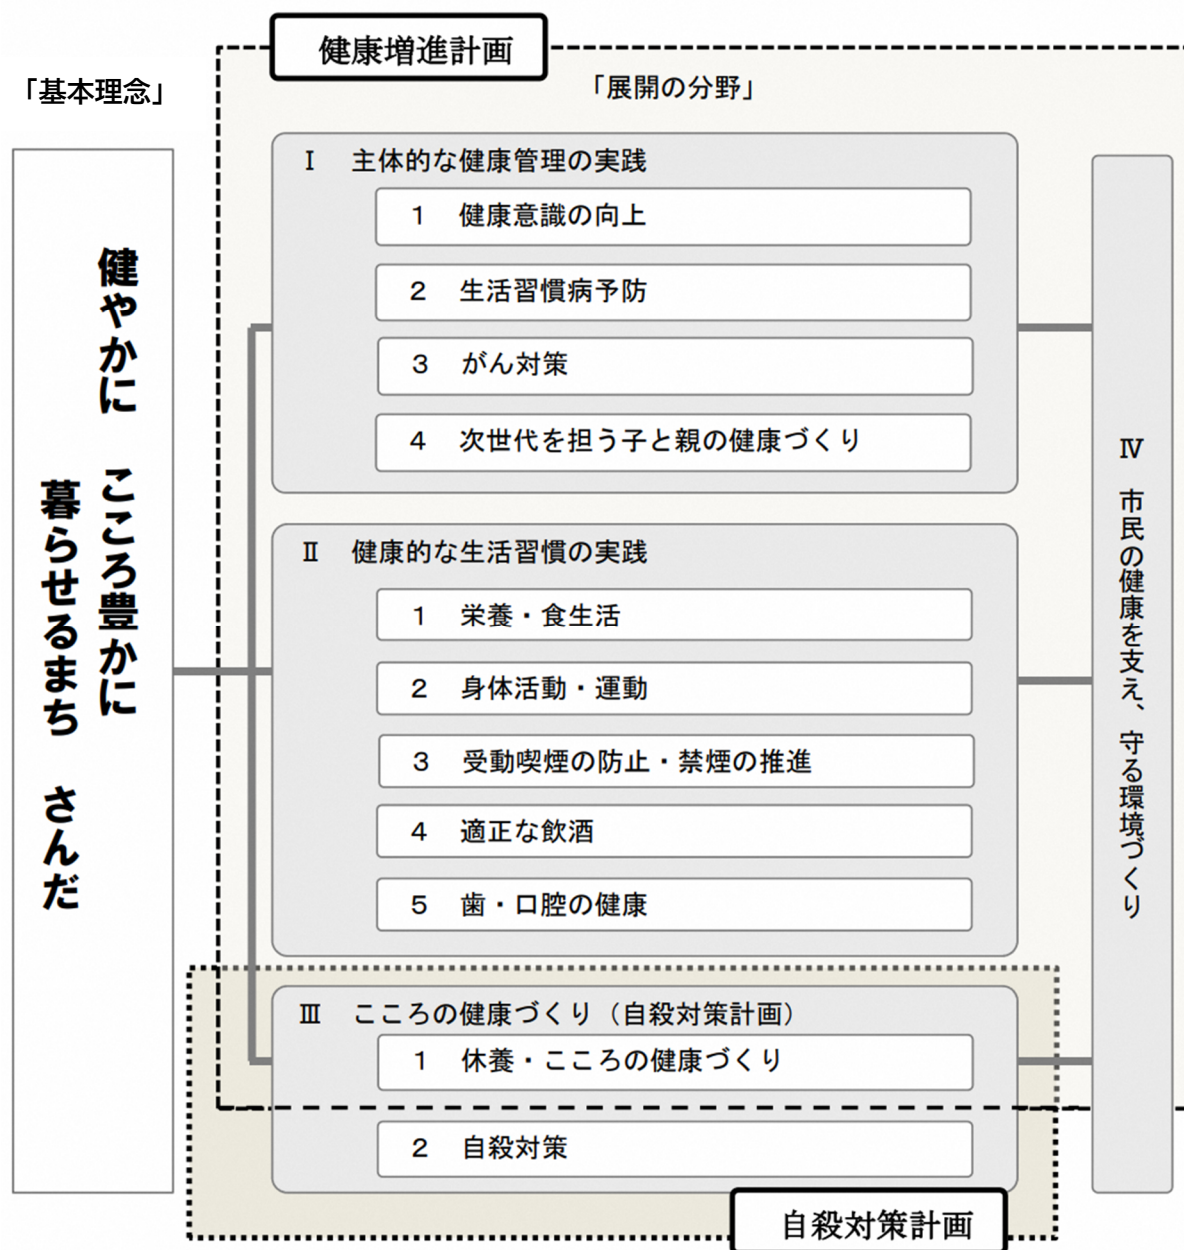 健康増進計画
「基本理念」
「展開の分野」
健やかに　こころ豊かに
暮らせるまち　さんだ
Ⅰ　主体的な健康管理の実践
1　健康意識の向上
2　生活習慣病予防
3　がん対策
4　次世代を担う子と親の健康づくり
Ⅱ　健康的な生活習慣の実践
1　栄養・食生活
2　身体活動・運動
3　受動喫煙の防止・禁煙の推進
4　適正な飲酒
5　歯・口腔の健康
Ⅲ　こころの健康づくり（自殺対策計画）
1　休養・こころの健康づくり
2　自殺対策
Ⅳ　市民の健康を支え、守る環境づくり
自殺対策計画